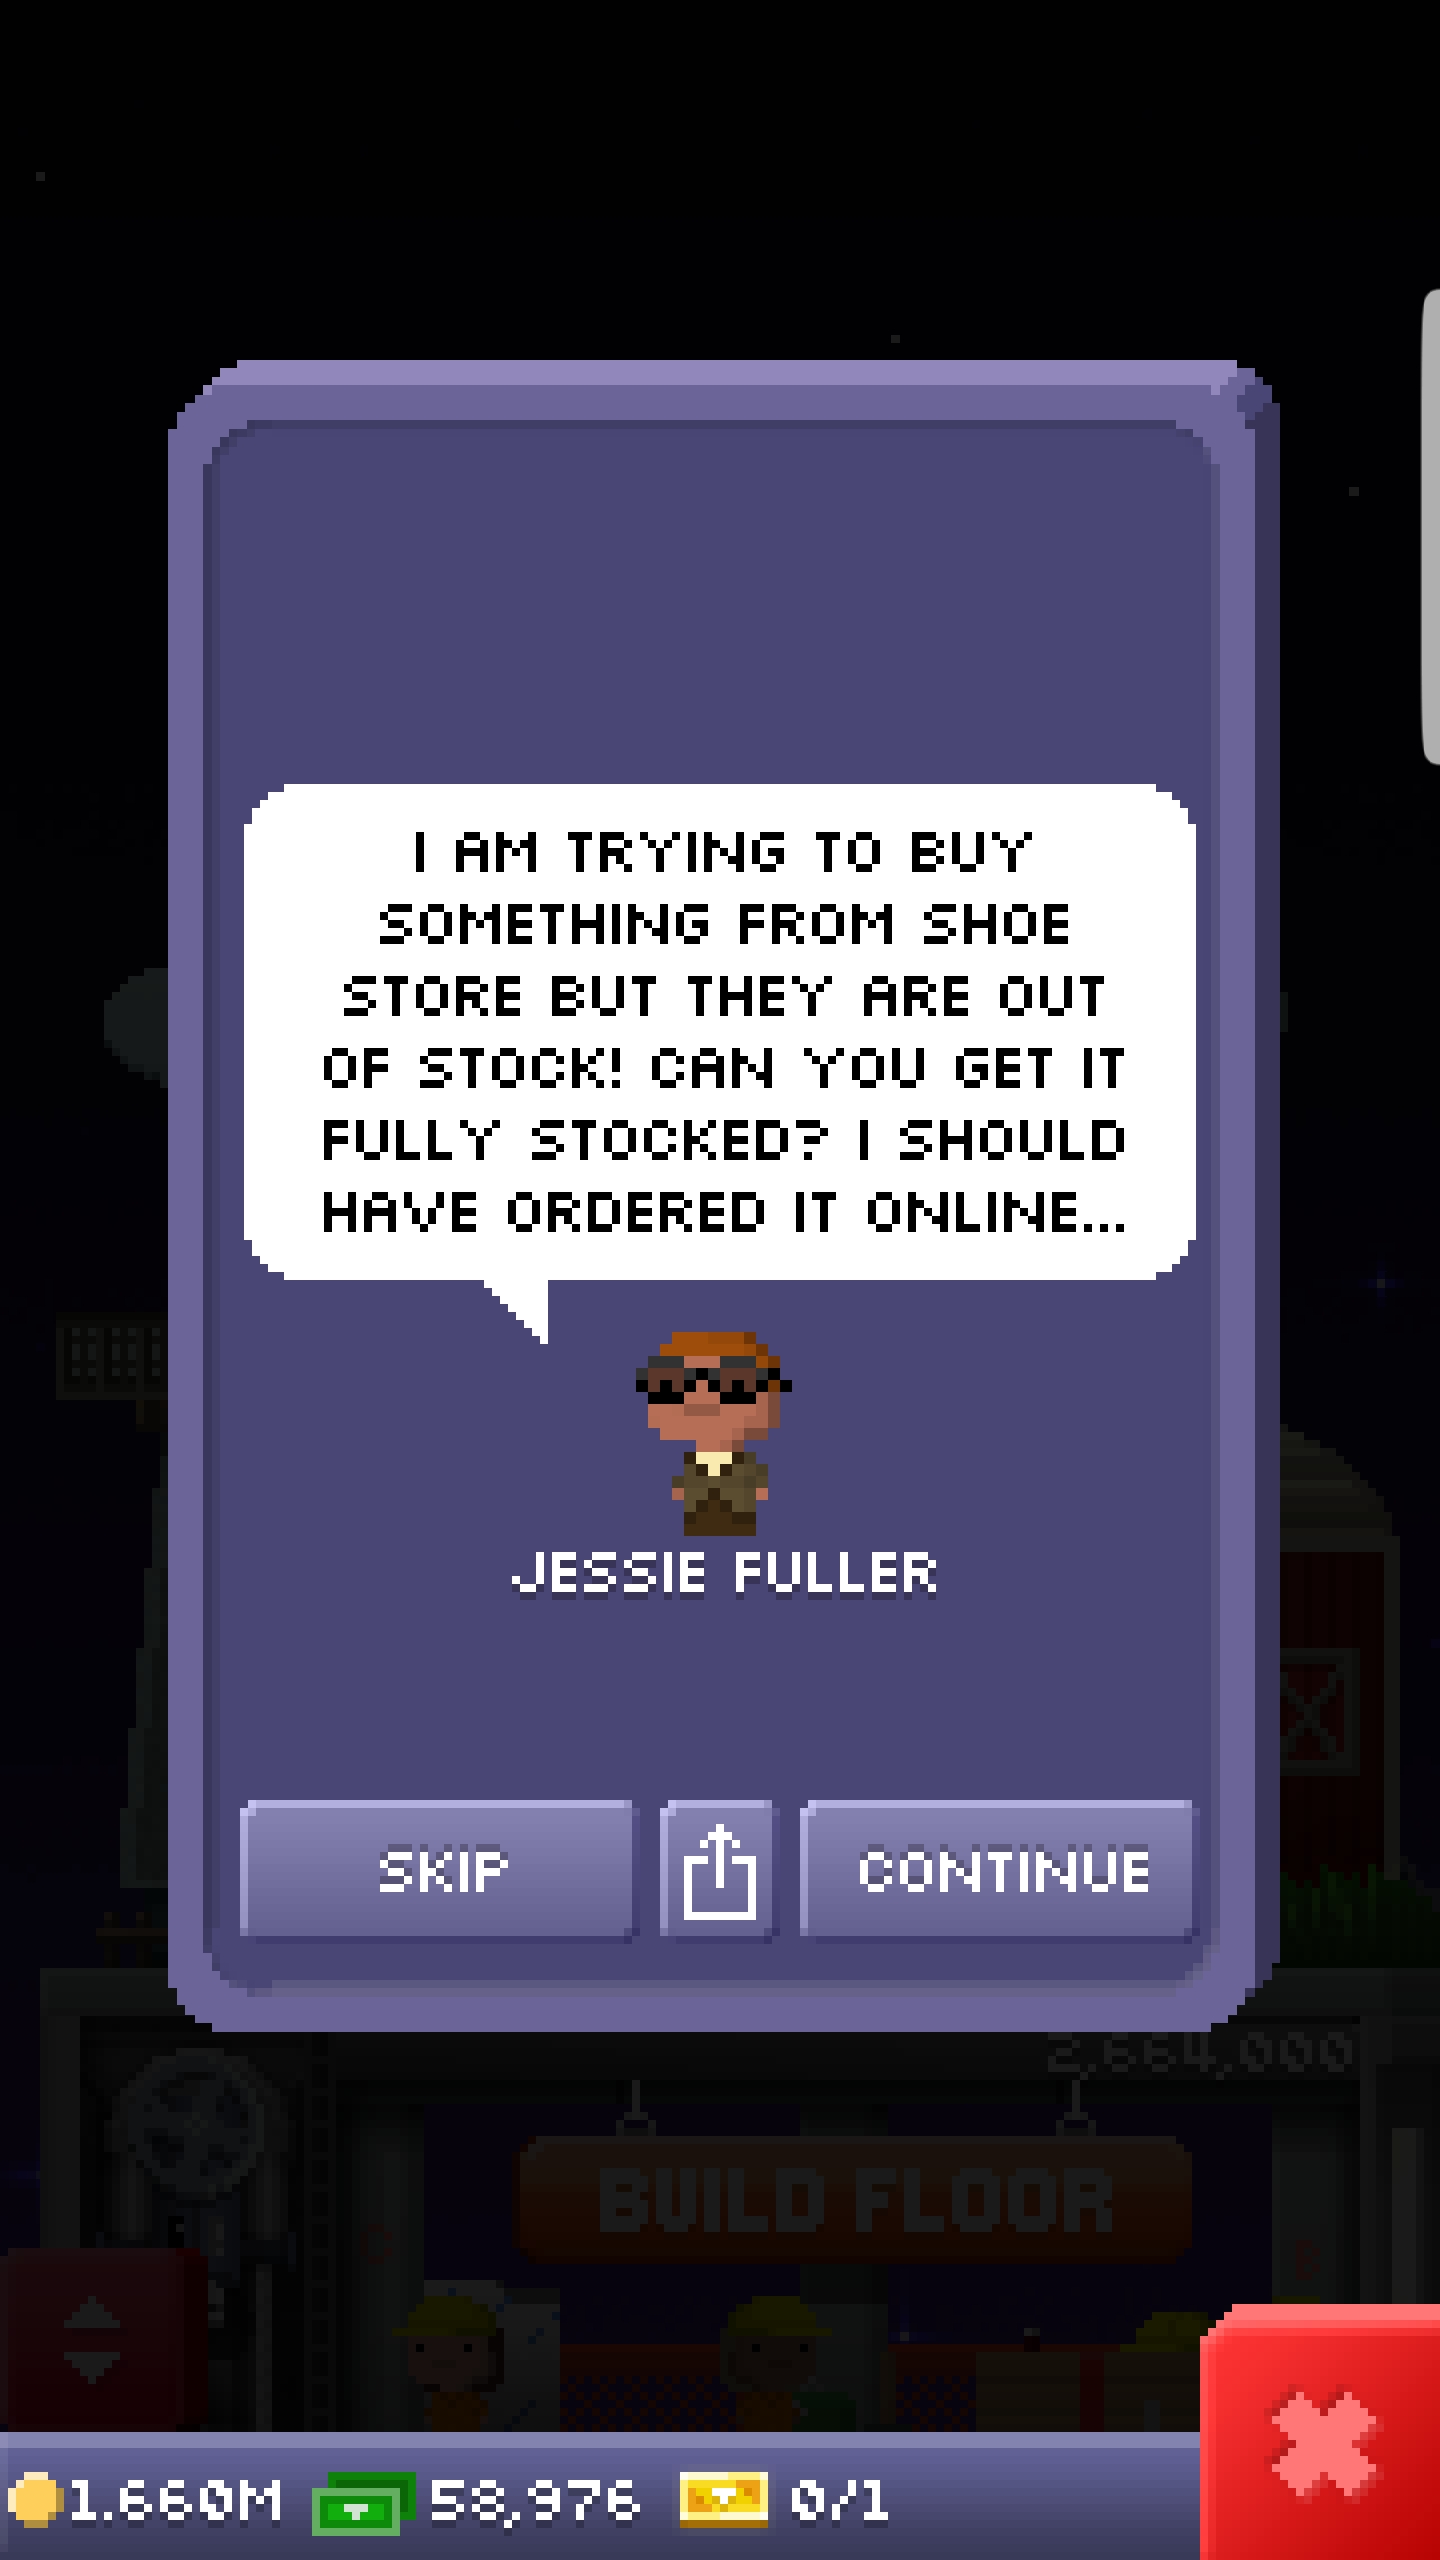 I AM TRYING TO BUY
SOMETHING FROM SHOE
STORE BUT THEY ARE OUT
OF STOCK! CAN YOU GET IT
FULLY STOCKED? I SHOULD
HAVE ORDERED IT ONLINE...
JESSIE FULLER
SKIP
CONTINUE
2,664,000
BUILD FLOOR
1.660M 58,976 0/1